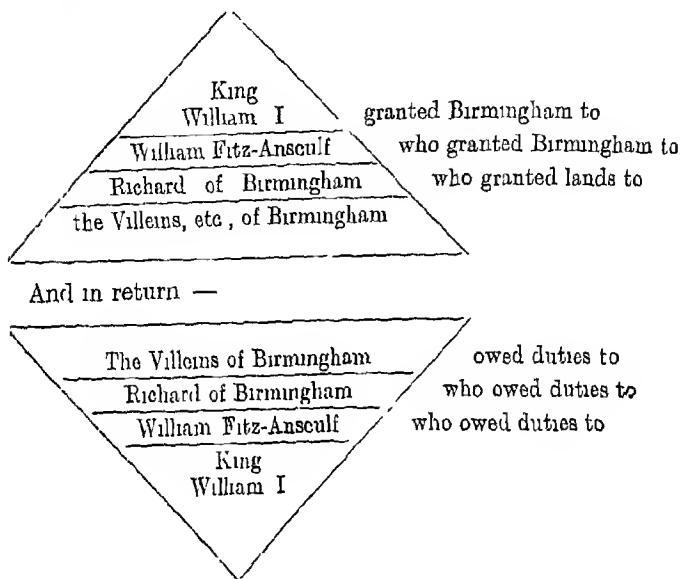 King
William I granted Birmingham to
William Fitz-Ansculf who granted Birmingham to
Richard of Birmingham who granted lands to
the Villeins, etc, of Birmingham
And in return —
The Villeins of Birmingham owed duties to
Richard of Birmingham who owed duties to
William Fitz-Ansculf who owed duties to
King
William I